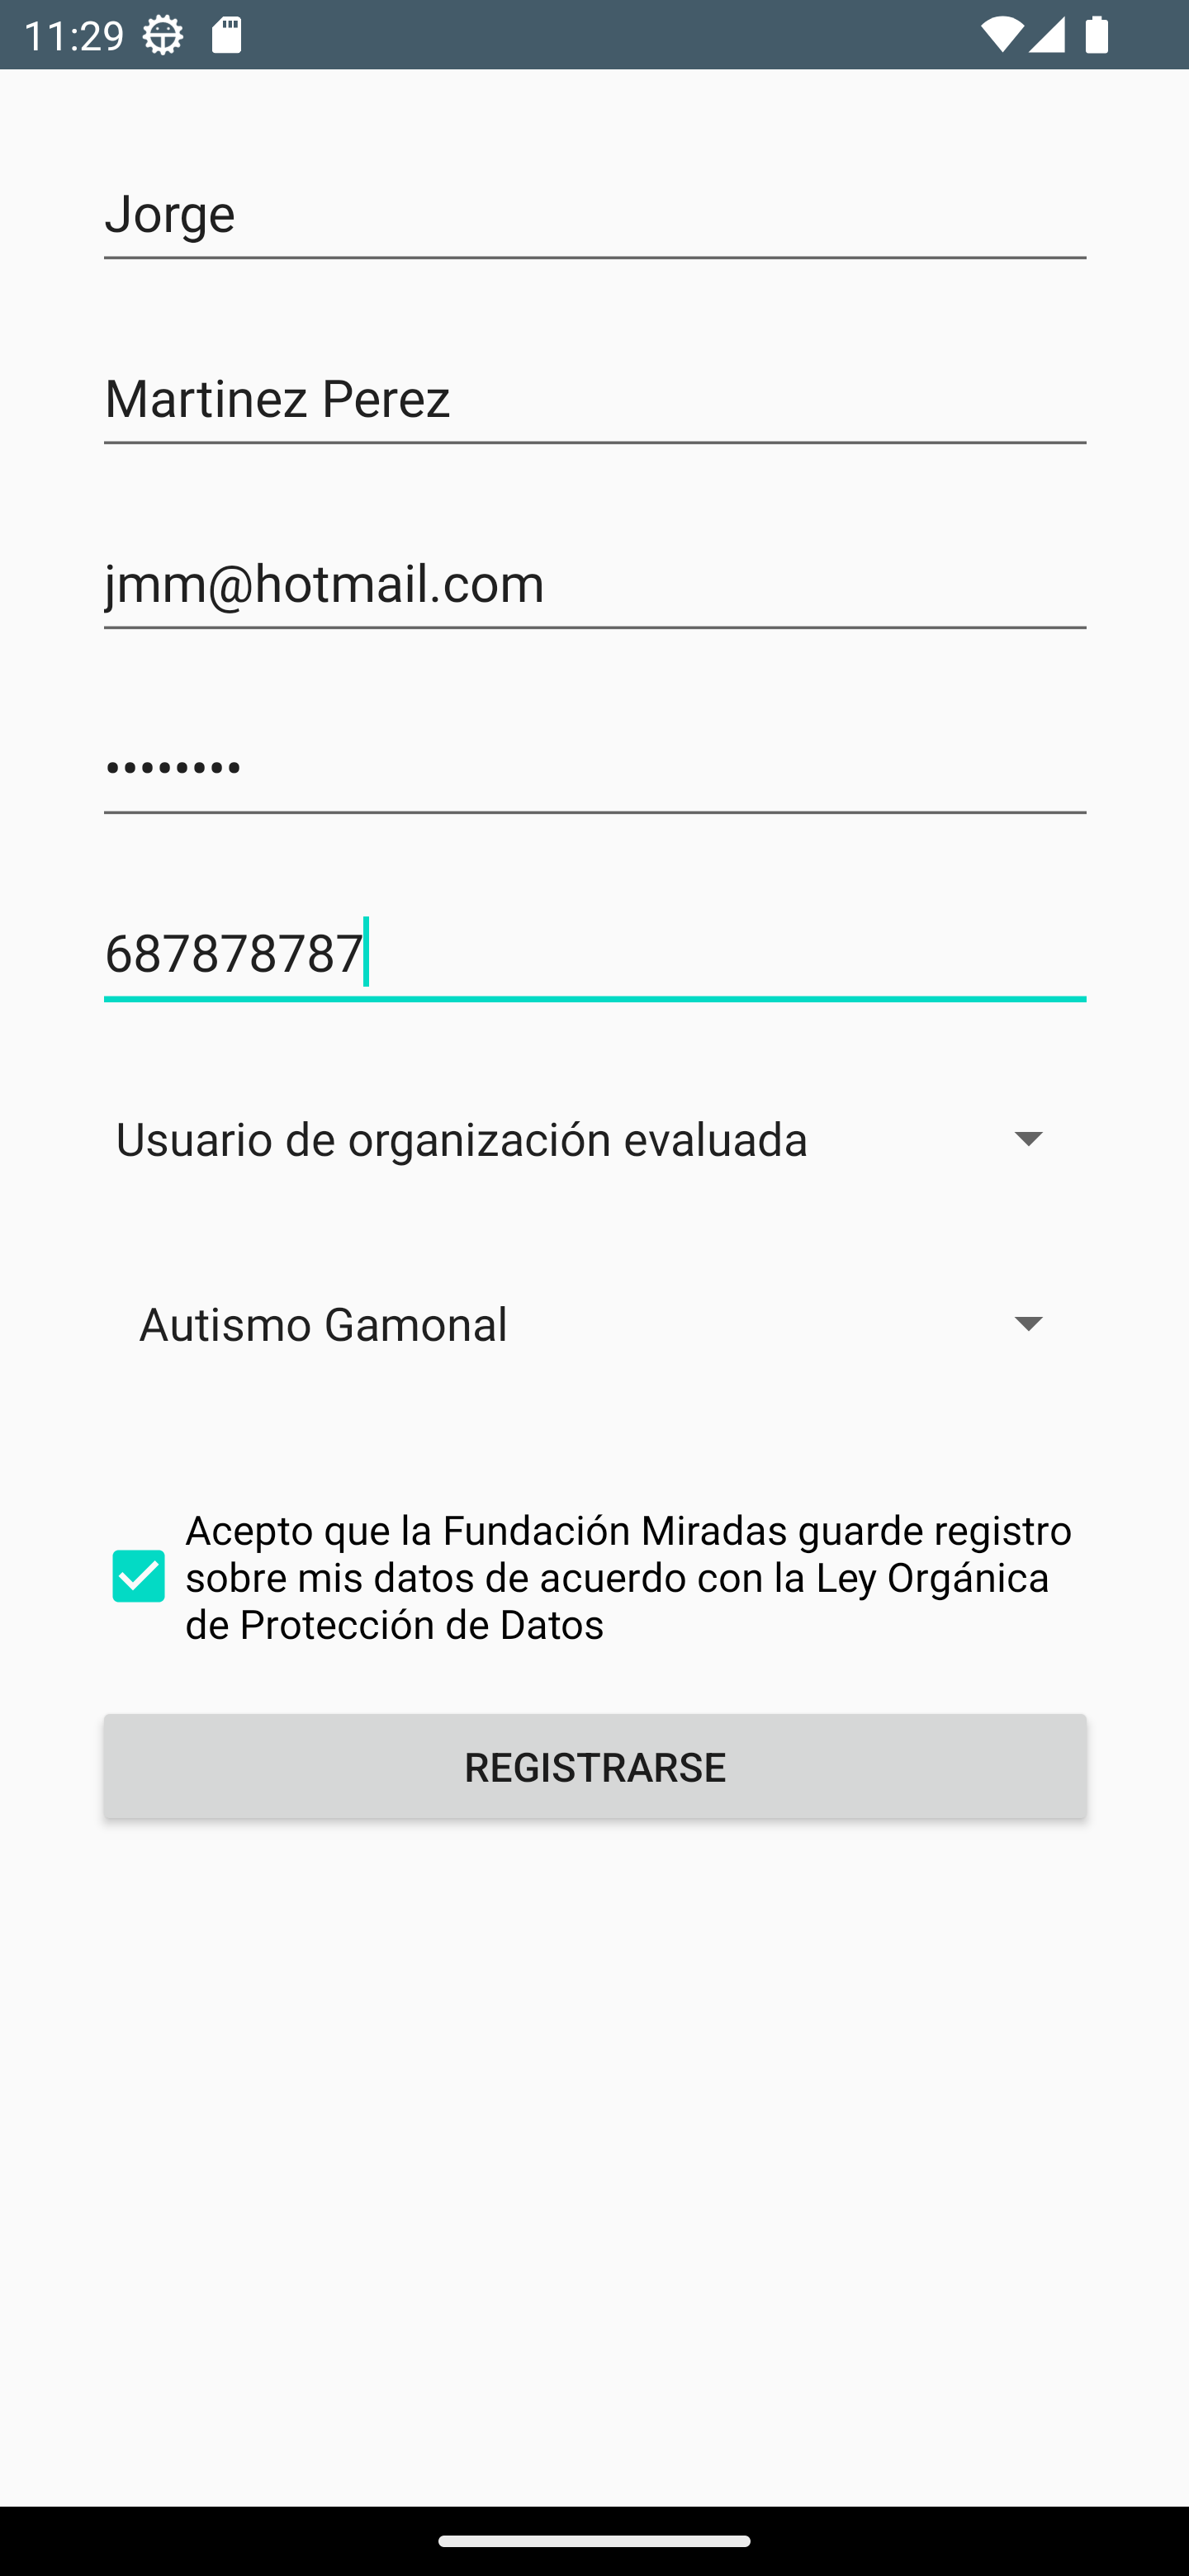 11:29
Jorge
Martinez Perez
jmm@hotmail.com
••••••••
687878787
Usuario de organización evaluada
Autismo Gamonal
Acepto que la Fundación Miradas guarde registro
sobre mis datos de acuerdo con la Ley Orgánica
de Protección de Datos
REGISTRARSE